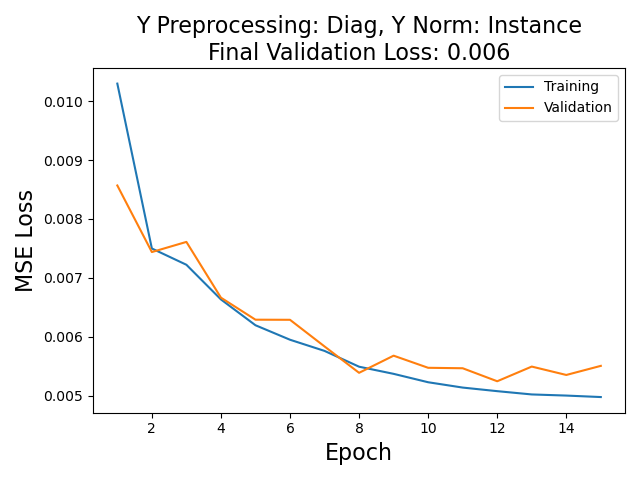 Y Preprocessing: Diag, Y Norm: Instance
Final Validation Loss: 0.006
Training
Validation
0.010
0.009
0.008
0.007
0.006
0.005
MSE Loss
2 4 6 8 10 12 14
Epoch